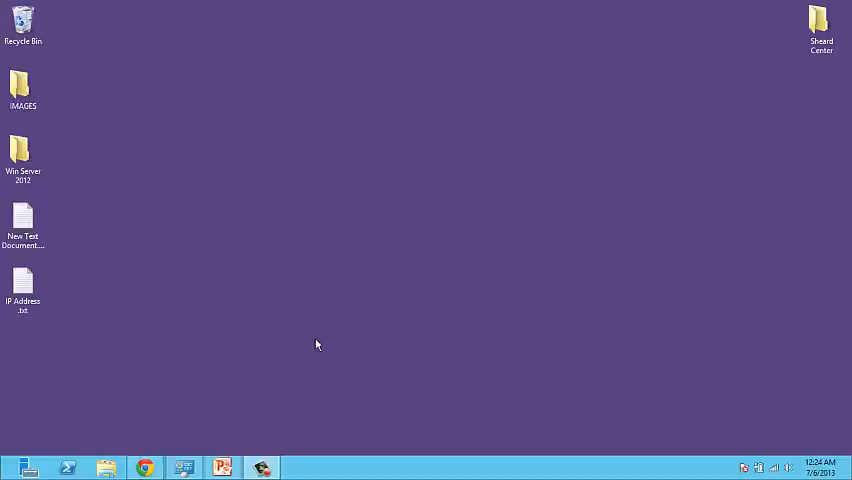 Recycle Bin
IMAGES
Win Server
2012
New Text
Document....
IP Address
.txt
Sheard
Center
12:24 AM
7/6/2013